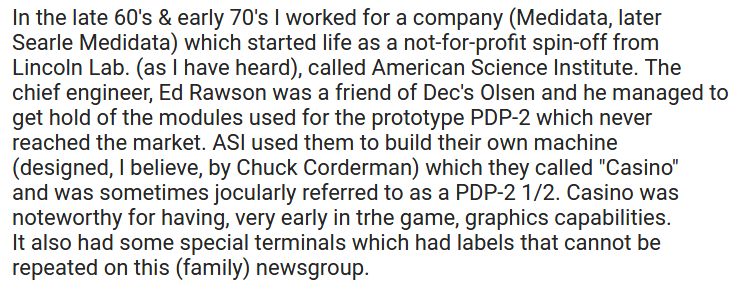 In the late 60's & early 70's I worked for a company (Medidata, later
Searle Medidata) which started life as a not-for-profit spin-off from
Lincoln Lab. (as I have heard), called American Science Institute. The
chief engineer, Ed Rawson was a friend of Dec's Olsen and he managed to
get hold of the modules used for the prototype PDP-2 which never
reached the market. ASI used them to build their own machine
(designed, I believe, by Chuck Corderman) which they called "Casino"
and was sometimes jocularly referred to as a PDP-2 1/2. Casino was
noteworthy for having, very early in trhe game, graphics capabilities.
It also had some special terminals which had labels that cannot be
repeated on this (family) newsgroup.